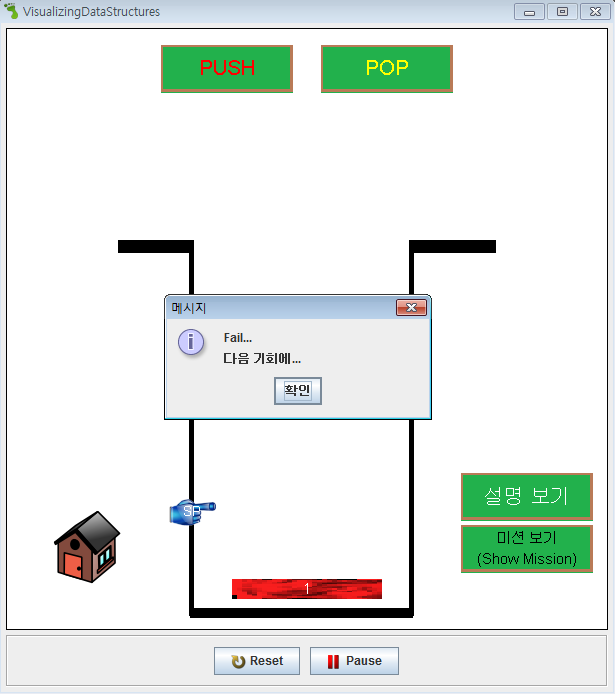 VisualizingDataStructures
PUSH
POP
메시지
Fail...
다음 기회에...
확인
SP
설명 보기
미션 보기
(Show Mission)
1
Reset
Pause